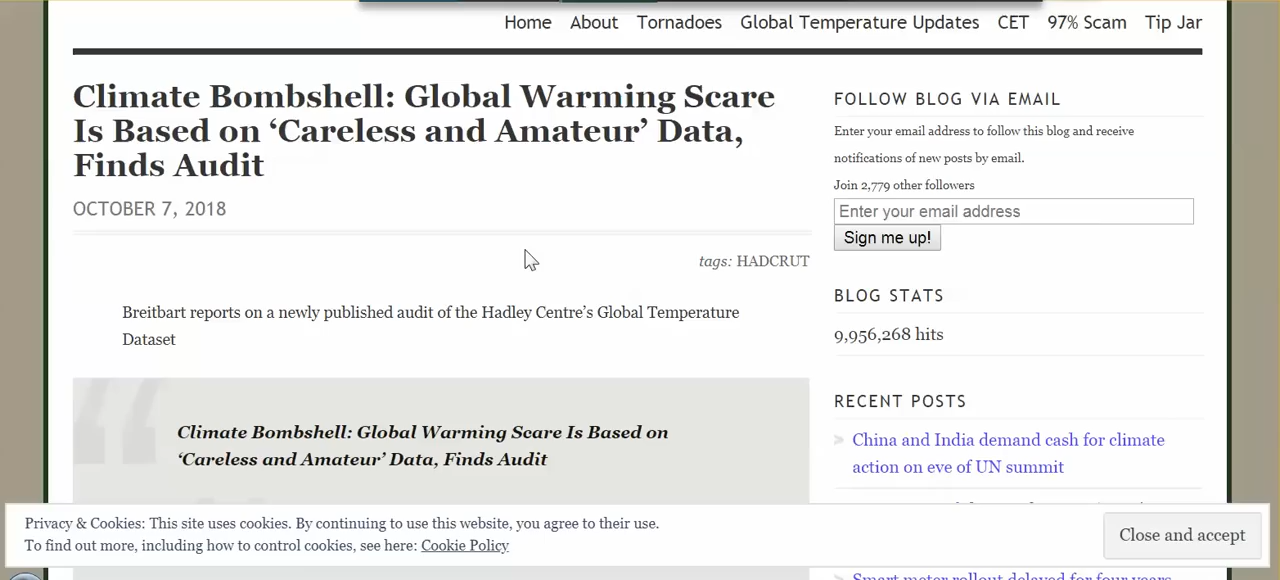 Home About Tornadoes Global Temperature Updates CET 97% Scam Tip Jar
Climate Bombshell: Global Warming Scare
Is Based on ‘Careless and Amateur’ Data,
Finds Audit
OCTOBER 7, 2018
tags: HADCRUT
Breitbart reports on a newly published audit of the Hadley Centre’s Global Temperature
Dataset
Climate Bombshell: Global Warming Scare Is Based on
‘Careless and Amateur’ Data, Finds Audit
FOLLOW BLOG VIA EMAIL
Enter your email address to follow this blog and receive
notifications of new posts by email.
Join 2,779 other followers
Enter your email address
Sign me up!
BLOG STATS
9,956,268 hits
RECENT POSTS
China and India demand cash for climate
action on eve of UN summit
Smart meter rollout delayed for four years
Privacy & Cookies: This site uses cookies. By continuing to use this website, you agree to their use.
To find out more, including how to control cookies, see here: Cookie Policy
Close and accept